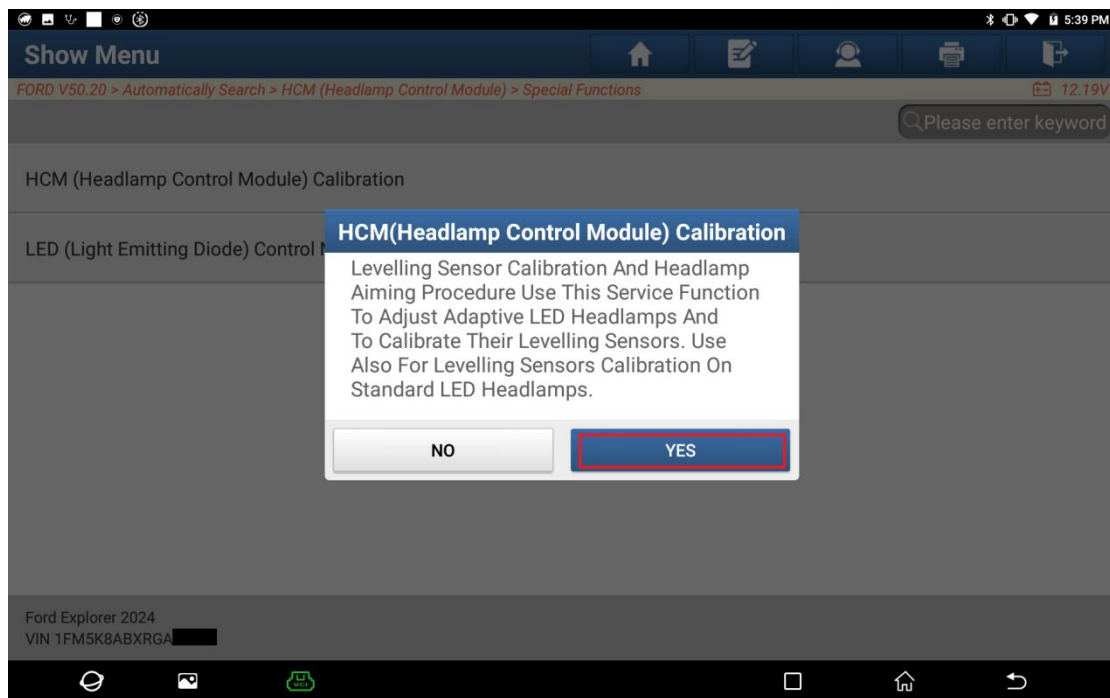 5:39 PM
Show Menu
FORD V50.20 > Automatically Search > HCM (Headlamp Control Module) > Special Functions
12.19V
Please enter keyword
HCM (Headlamp Control Module) Calibration
LED (Light Emitting Diode) Control
HCM(Headlamp Control Module) Calibration
Levelling Sensor Calibration And Headlamp
Aiming Procedure Use This Service Function
To Adjust Adaptive LED Headlamps And
To Calibrate Their Levelling Sensors. Use
Also For Levelling Sensors Calibration On
Standard LED Headlamps.
NO
YES
Ford Explorer 2024
VIN 1FM5K8ABXRGA
VCI